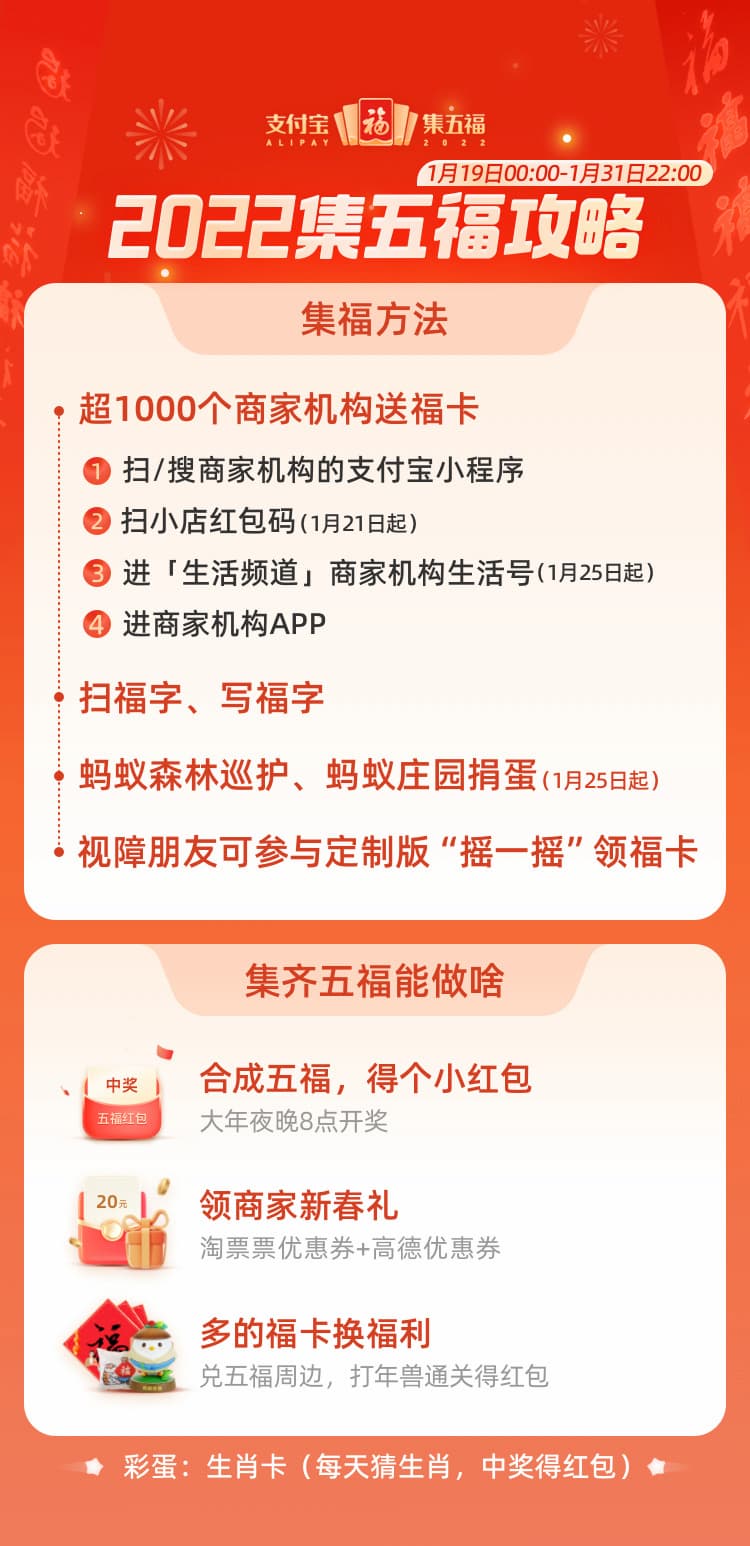 支付宝 福 集五福
ALIPAY 2022
1月19日00:00-1月31日22:00
2022集五福攻略
集福方法
超1000个商家机构送福卡
1 扫/搜商家机构的支付宝小程序
2 扫小店红包码(1月21日起)
3 进「生活频道」商家机构生活号(1月25日起)
4 进商家机构APP
扫福字、写福字
蚂蚁森林巡护、蚂蚁庄园捐蛋(1月25日起)
视障朋友可参与定制版“摇一摇”领福卡
集齐五福能做啥
中奖
五福红包
合成五福，得个小红包
大年夜晚8点开奖
20元
领商家新春礼
淘票票优惠券+高德优惠券
福
福
多的福卡换福利
兑五福周边，打年兽通关得红包
彩蛋：生肖卡（每天猜生肖，中奖得红包）